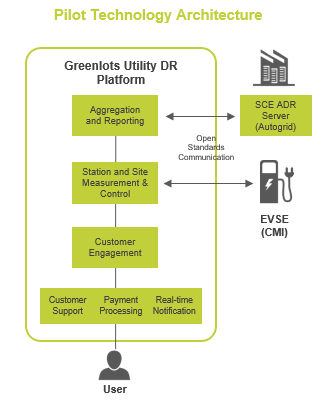 Pilot Technology Architecture
Greenlots Utility DR
Platform
Aggregation
and Reporting
SCE ADR
Server
(Autogrid)
Open
Standards
Communication
Station and Site
Measurement &
Control
EVSE
(CMI)
Customer
Engagement
Customer
Support
Payment
Processing
Real-time
Notification
User